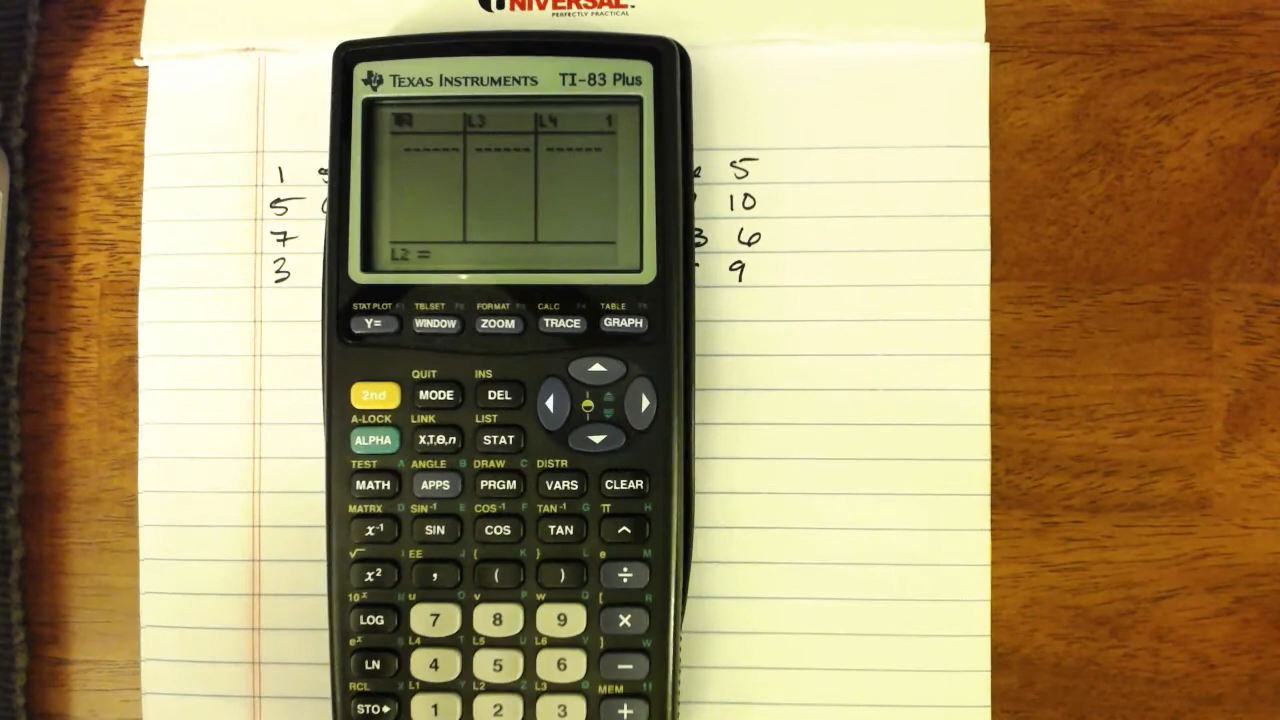 UNIVERSAL
PERFECTLY PRACTICAL
TEXAS INSTRUMENTS TI-83 Plus
L2 L3 L4 1
------ ------ ------
L2 =
1 5
5 10
7 3 6
3 9
STAT PLOT F1 TBLSET F2 FORMAT F3 CALC F4 TABLE F5
Y= WINDOW ZOOM TRACE GRAPH
QUIT INS
2nd MODE DEL
A-LOCK LINK LIST
ALPHA X,T,Θ,n STAT
TEST A ANGLE B DRAW C DISTR
MATH APPS PRGM VARS CLEAR
MATRX D SIN⁻¹ E COS⁻¹ F TAN⁻¹ G π H
x⁻¹ SIN COS TAN ^
√ I EE J { K } L e M
x² , ( ) ÷
10ˣ N u O v P w Q [ R
LOG 7 8 9 ×
eˣ S L4 T L5 U L6 V ] W
LN 4 5 6 −
RCL X L1 Y L2 Z L3 θ MEM "
STO▸ 1 2 3 +